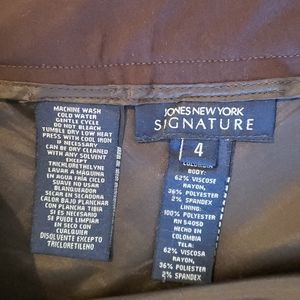 MACHINE WASH
COLD WATER
GENTLE CYCLE
DO NOT BLEACH
TUMBLE DRY LOW HEAT
PRESS WITH COOL IRON
IF NECESSARY
CAN BE DRY CLEANED
WITH ANY SOLVENT
EXCEPT
TRICHLORETHELYNE
LAVAR A MAQUINA
EN AGUA FRIA CICLO
SUAVE NO USAR
BLANQUEADOR
SECAR EN SECADORA
CALOR BAJO PLANCHAR
CON PLANCHA TIBIA
SI ES NECESARIO
SE PUEDE LIMPIAR
EN SECO CON
CUALQUIER
DISOLVENTE EXCEPTO
TRICLORETILENO
JONES NEW YORK
SIGNATURE
4
COLOMBIA
BODY:
62% VISCOSE
RAYON,
36% POLYESTER
2% SPANDEX
LINING:
100% POLYESTER
RN 54050
HECHO EN
COLOMBIA
TELA:
62% VISCOSE
RAYON,
36% POLIESTER
2% SPANDEX